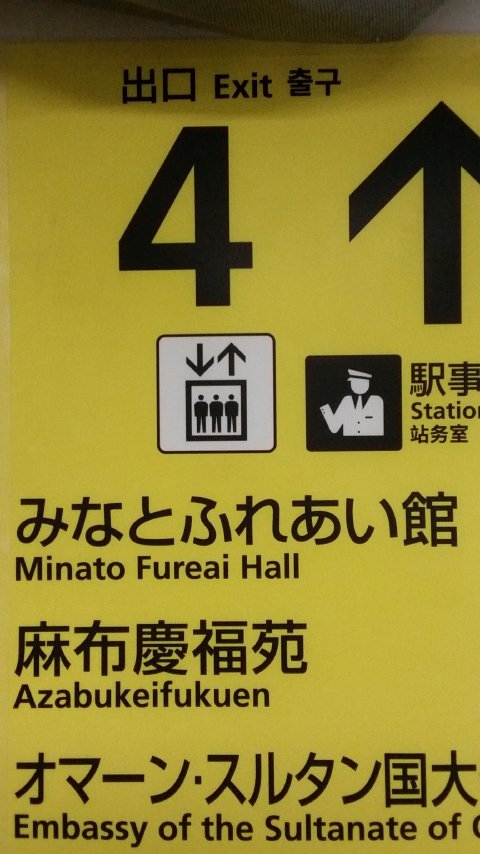 出口 Exit 출구
4
駅事
Station
站务室
みなとふれあい館
Minato Fureai Hall
麻布慶福苑
Azabukeifukuen
オマーン･スルタン国大
Embassy of the Sultanate of